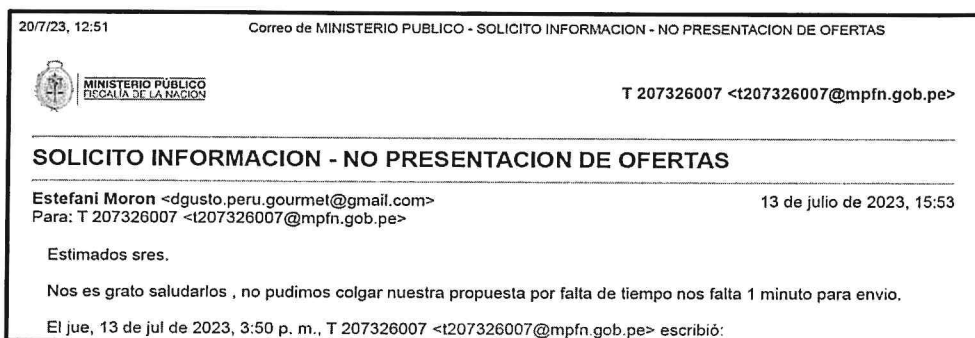 20/7/23, 12:51 Correo de MINISTERIO PUBLICO - SOLICITO INFORMACION - NO PRESENTACION DE OFERTAS
MINISTERIO PÚBLICO
FISCALÍA DE LA NACIÓN
T 207326007 <t207326007@mpfn.gob.pe>
SOLICITO INFORMACION - NO PRESENTACION DE OFERTAS
Estefani Moron <dgusto.peru.gourmet@gmail.com> 13 de julio de 2023, 15:53
Para: T 207326007 <t207326007@mpfn.gob.pe>
Estimados sres.
Nos es grato saludarlos , no pudimos colgar nuestra propuesta por falta de tiempo nos falta 1 minuto para envio.
El jue, 13 de jul de 2023, 3:50 p. m., T 207326007 <t207326007@mpfn.gob.pe> escribió: